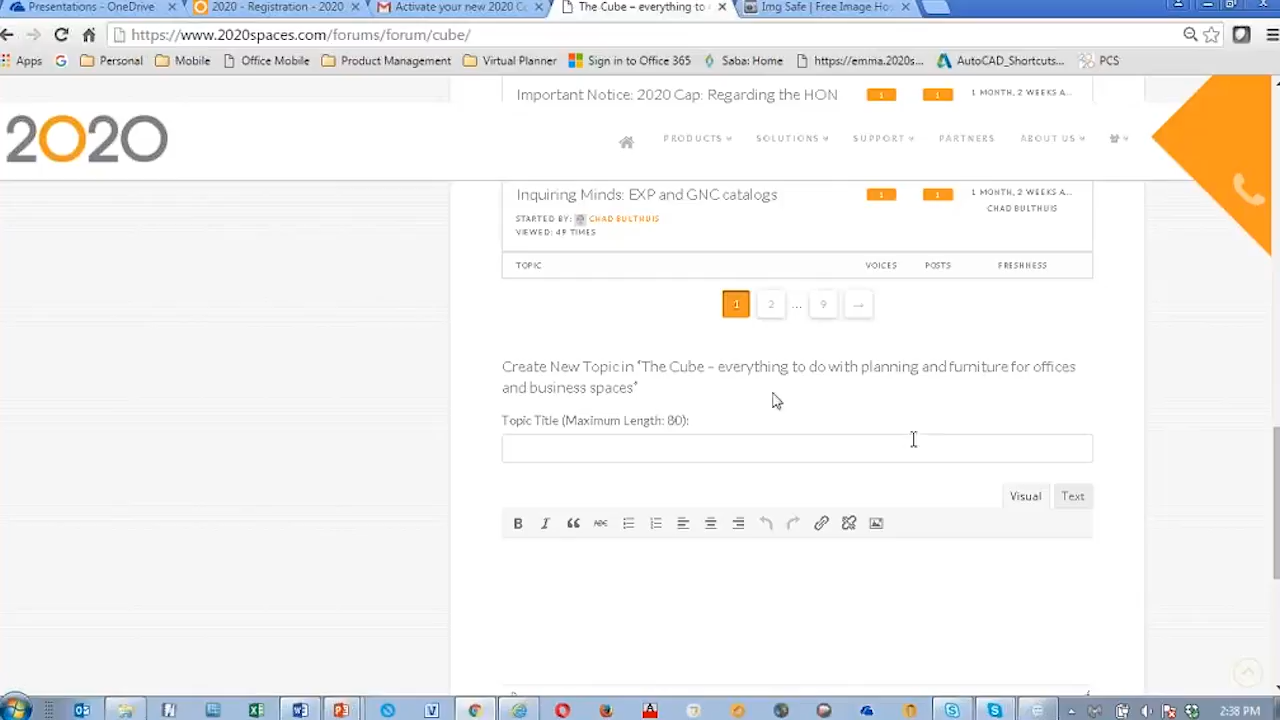 Presentations - OneDrive
2020 - Registration - 2020
Activate your new 2020 Co
The Cube – everything to
Img Safe | Free Image Hos
https://www.2020spaces.com/forums/forum/cube/
Apps
Personal
Mobile
Office Mobile
Product Management
Virtual Planner
Sign in to Office 365
Saba: Home
https://emma.2020s...
AutoCAD_Shortcuts...
PCS
Important Notice: 2020 Cap: Regarding the HON
1
1
1 MONTH, 2 WEEKS A...
2020
PRODUCTS
SOLUTIONS
SUPPORT
PARTNERS
ABOUT US
Inquiring Minds: EXP and GNC catalogs
1
1
1 MONTH, 2 WEEKS A...
CHAD BULTHUIS
STARTED BY: CHAD BULTHUIS
VIEWED: 49 TIMES
TOPIC
VOICES
POSTS
FRESHNESS
1
2
...
9
→
Create New Topic in “The Cube – everything to do with planning and furniture for offices
and business spaces”
Topic Title (Maximum Length: 80):
Visual
Text
B
I
ABC
2:38 PM